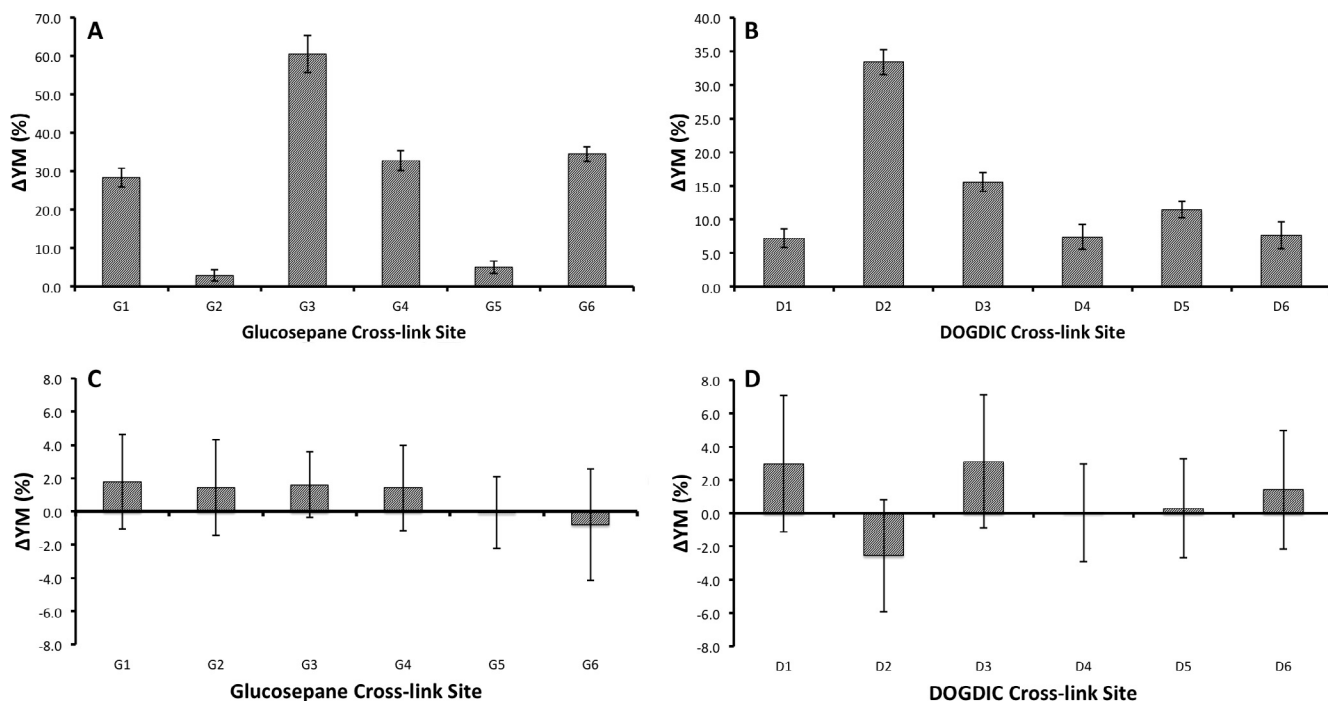 A
ΔYM (%)
70.0
60.0
50.0
40.0
30.0
20.0
10.0
0.0
G1 G2 G3 G4 G5 G6
Glucosepane Cross-link Site
B
ΔYM (%)
40.0
35.0
30.0
25.0
20.0
15.0
10.0
5.0
0.0
D1 D2 D3 D4 D5 D6
DOGDIC Cross-link Site
C
ΔYM (%)
8.0
6.0
4.0
2.0
0.0
-2.0
-4.0
-6.0
-8.0
G1 G2 G3 G4 G5 G6
Glucosepane Cross-link Site
D
ΔYM (%)
8.0
6.0
4.0
2.0
0.0
-2.0
-4.0
-6.0
-8.0
D1 D2 D3 D4 D5 D6
DOGDIC Cross-link Site